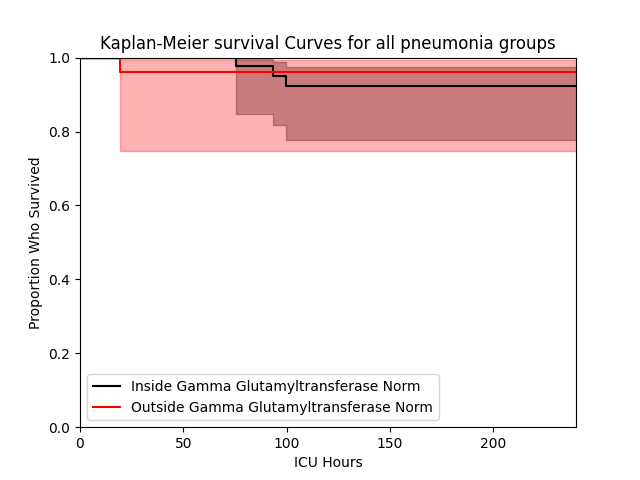 Kaplan-Meier survival Curves for all pneumonia groups
1.0
0.8
0.6
0.4
0.2
0.0
Proportion Who Survived
Inside Gamma Glutamyltransferase Norm
Outside Gamma Glutamyltransferase Norm
0 50 100 150 200
ICU Hours